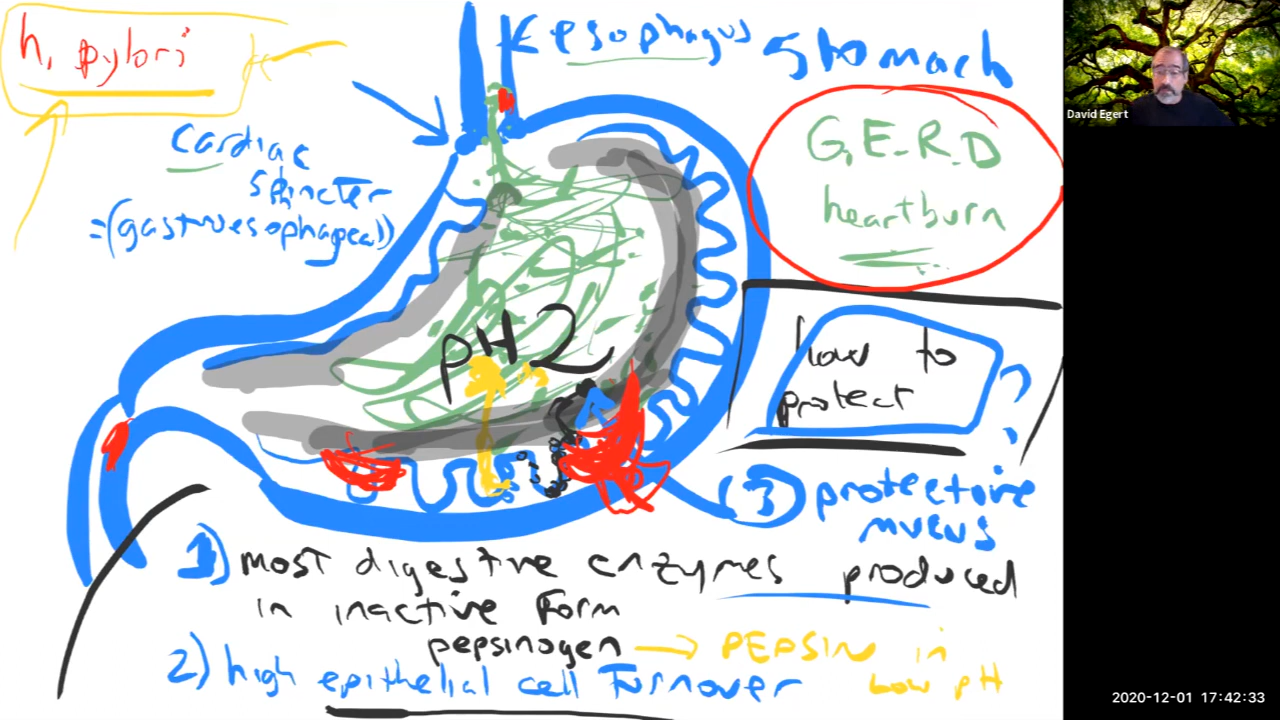 h. pylori
esophagus
Stomach
David Egert
cardiac
sphincter
=(gastroesophageal)
G.E.R.D
heartburn
pH2
how to
protect
?
3) protective
mucus
1) most digestive enzymes produced
in inactive form
pepsinogen → PEPSIN in
low pH
2) high epithelial cell turnover
2020-12-01 17:42:33